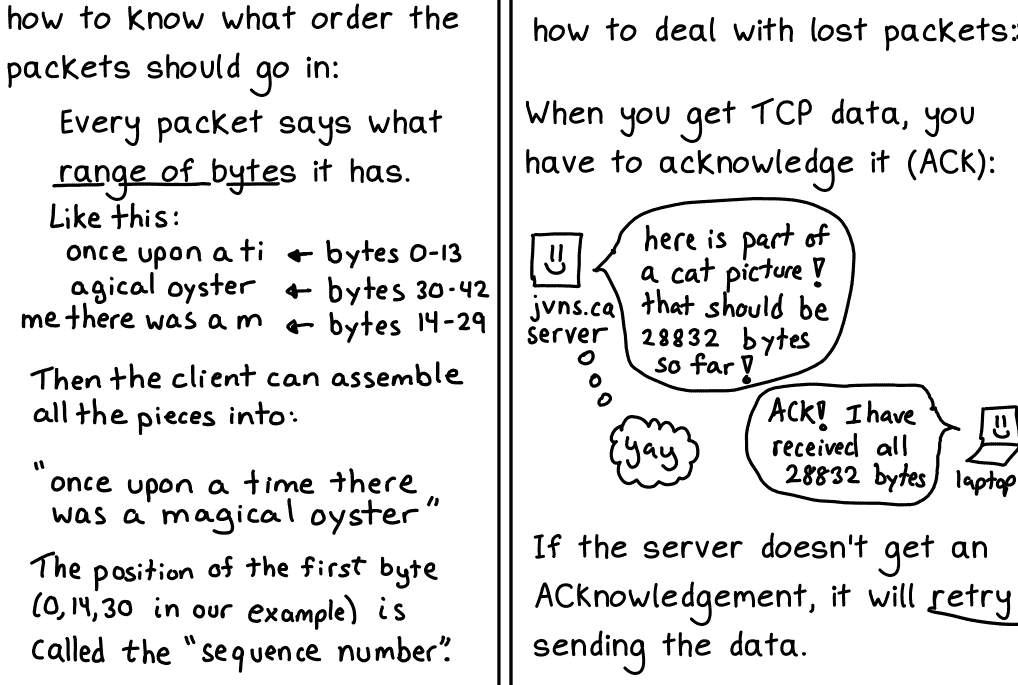 how to know what order the
packets should go in:
Every packet says what
range of bytes it has.
Like this:
once upon a ti ← bytes 0-13
agical oyster ← bytes 30-42
me there was a m ← bytes 14-29
Then the client can assemble
all the pieces into:
"once upon a time there
was a magical oyster"
The position of the first byte
(0,14,30 in our example) is
called the "sequence number".
how to deal with lost packets:
When you get TCP data, you
have to acknowledge it (ACK):
here is part of
a cat picture!
that should be
28832 bytes
so far!
jvns.ca
server
yay
ACK! I have
received all
28832 bytes
laptop
If the server doesn't get an
ACKnowledgement, it will retry
sending the data.